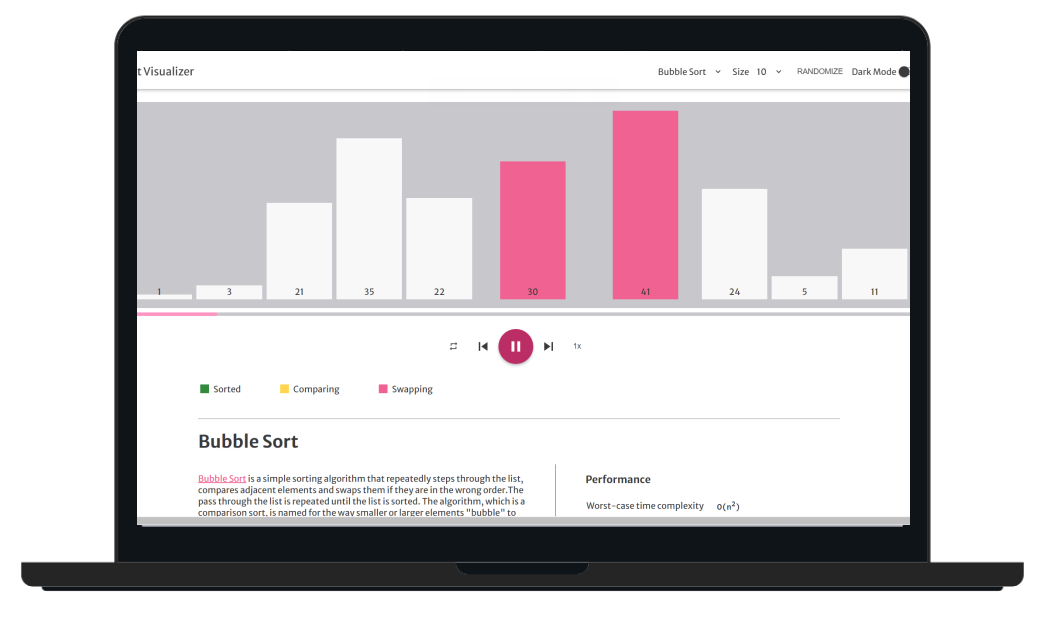 t Visualizer
Bubble Sort Size 10 RANDOMIZE Dark Mode
1 3 21 35 22 30 41 24 5 11
1x
Sorted Comparing Swapping
Bubble Sort
Bubble Sort is a simple sorting algorithm that repeatedly steps through the list,
compares adjacent elements and swaps them if they are in the wrong order.The
pass through the list is repeated until the list is sorted. The algorithm, which is a
comparison sort, is named for the way smaller or larger elements "bubble" to
Performance
Worst-case time complexity O(n²)